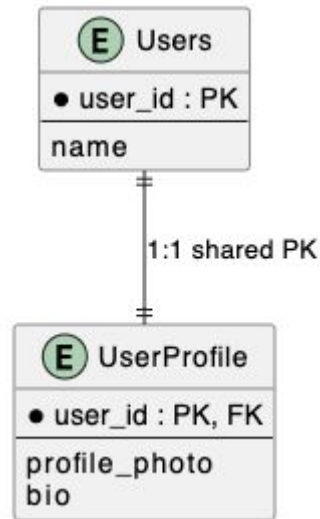 E Users
● user_id : PK
name
1:1 shared PK
E UserProfile
● user_id : PK, FK
profile_photo
bio